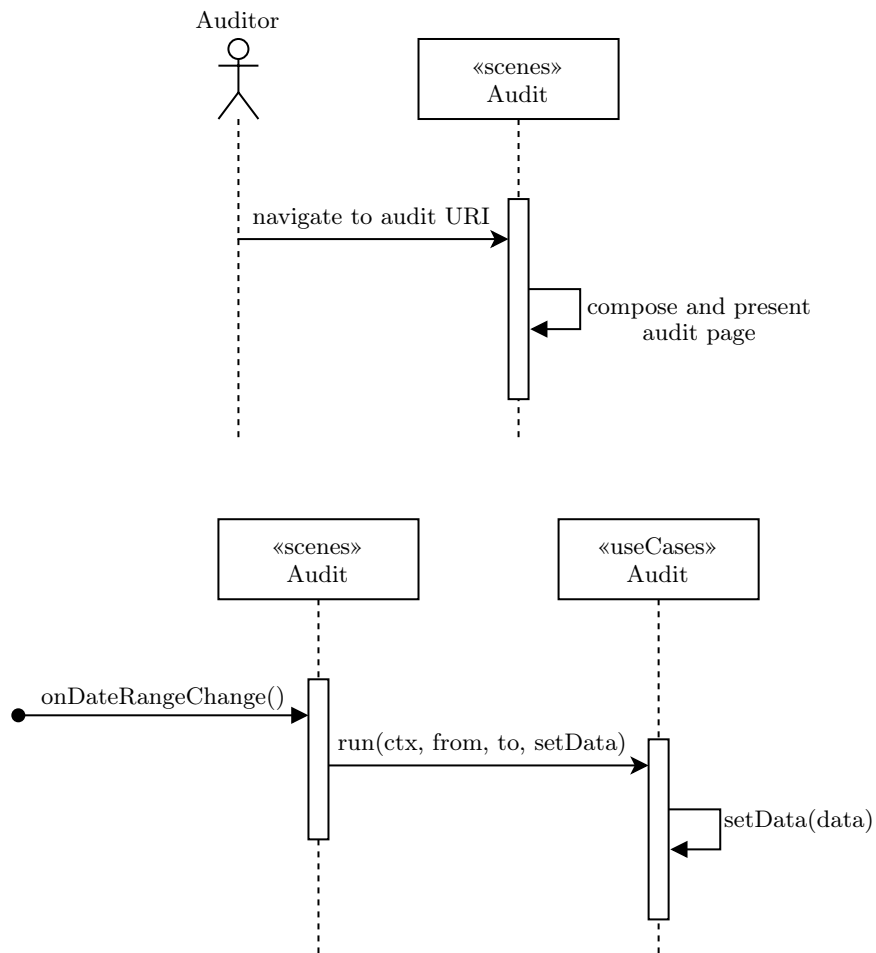 Auditor
«scenes»
Audit
navigate to audit URI
compose and present
audit page
«scenes»
Audit
«useCases»
Audit
onDateRangeChange()
run(ctx, from, to, setData)
setData(data)